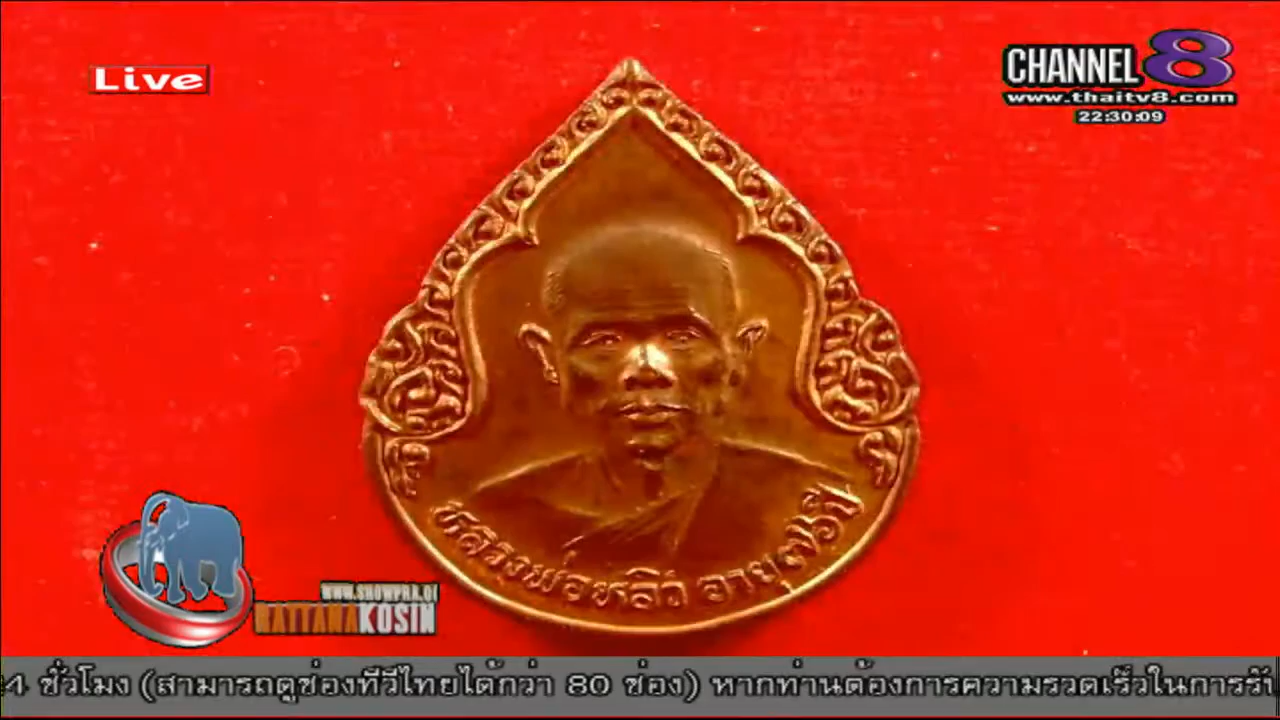 Live
CHANNEL 8
www.thaitv8.com
22:30:09
หลวงพ่อหลิว อายุ๗๖ปี
RATTANAKOSIN
4 ชั่วโมง (สามารถดูช่องทีวีไทยได้กว่า 80 ช่อง) หากท่านต้องการความรวดเร็วในการรับ